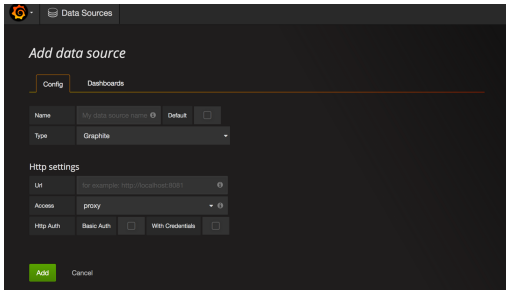 Data Sources
Add data source
Config Dashboards
Name My data source name Default
Type Graphite
Http settings
Url for example: http://localhost:8081
Access proxy
Http Auth Basic Auth With Credentials
Add Cancel